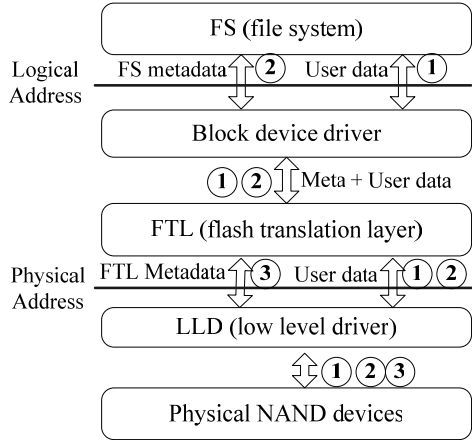 FS (file system)
Logical Address
FS metadata 2 User data 1
Block device driver
1 2 Meta + User data
FTL (flash translation layer)
Physical Address
FTL Metadata 3 User data 1 2
LLD (low level driver)
1 2 3
Physical NAND devices